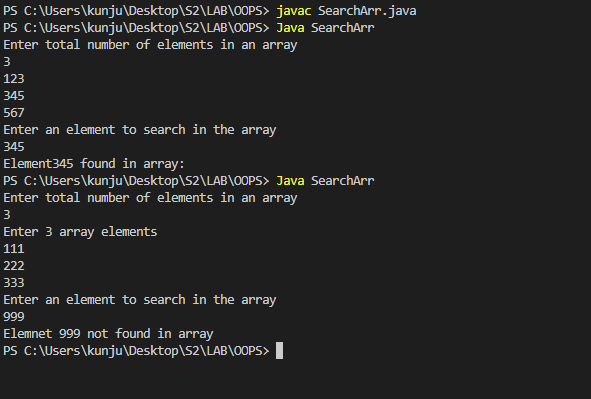 PS C:\Users\kunju\Desktop\S2\LAB\OOPS> javac SearchArr.java
PS C:\Users\kunju\Desktop\S2\LAB\OOPS> Java SearchArr
Enter total number of elements in an array
3
123
345
567
Enter an element to search in the array
345
Element345 found in array:
PS C:\Users\kunju\Desktop\S2\LAB\OOPS> Java SearchArr
Enter total number of elements in an array
3
Enter 3 array elements
111
222
333
Enter an element to search in the array
999
Elemnet 999 not found in array
PS C:\Users\kunju\Desktop\S2\LAB\OOPS>